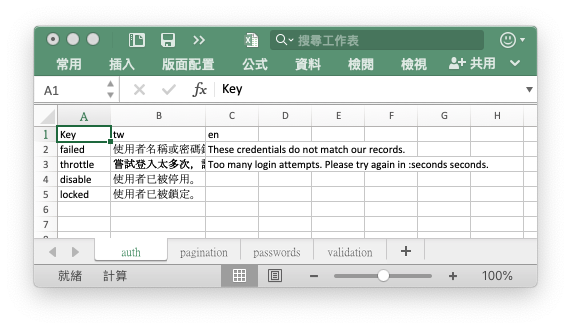 搜尋工作表
常用 插入 版面配置 公式 資料 檢閱 檢視 共用
A1 fx Key
A B C D E F G H
1 Key tw en
2 failed 使用者名稱或密碼 These credentials do not match our records.
3 throttle 嘗試登入太多次， Too many login attempts. Please try again in :seconds seconds.
4 disable 使用者已被停用。
5 locked 使用者已被鎖定。
6
7
auth pagination passwords validation +
就緒 計算 − + 100%